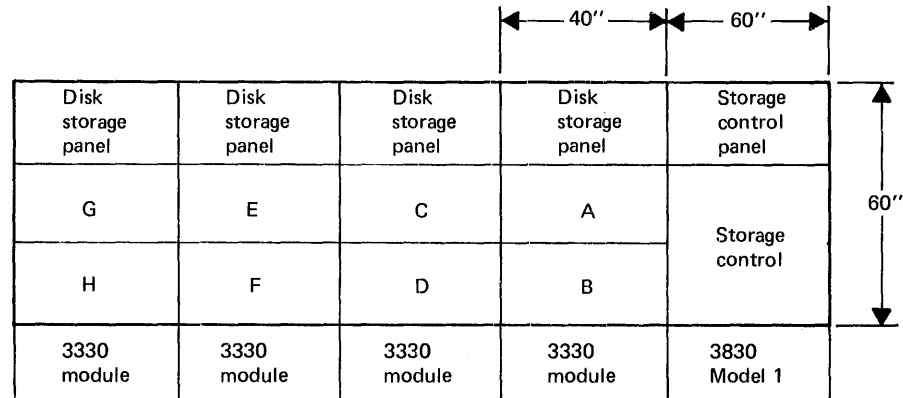 40''
60''
Disk
storage
panel
Disk
storage
panel
Disk
storage
panel
Disk
storage
panel
Storage
control
panel
60''
G
E
C
A
Storage
control
H
F
D
B
3330
module
3330
module
3330
module
3330
module
3830
Model 1